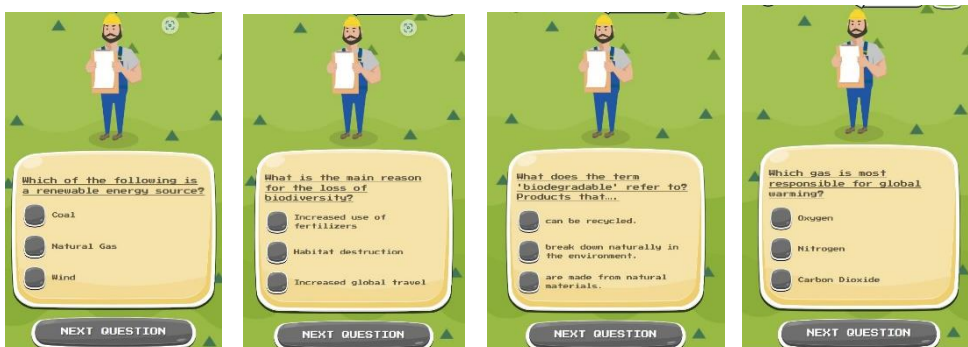 Which of the following is
a renewable energy source?
Coal
Natural Gas
Wind
NEXT QUESTION
What is the main reason
for the loss of
biodiversity?
Increased use of
fertilizers
Habitat destruction
Increased global travel
NEXT QUESTION
What does the term
'biodegradable' refer to?
Products that....
can be recycled.
break down naturally in
the environment.
are made from natural
materials.
NEXT QUESTION
Which gas is most
responsible for global
warming?
Oxygen
Nitrogen
Carbon Dioxide
NEXT QUESTION